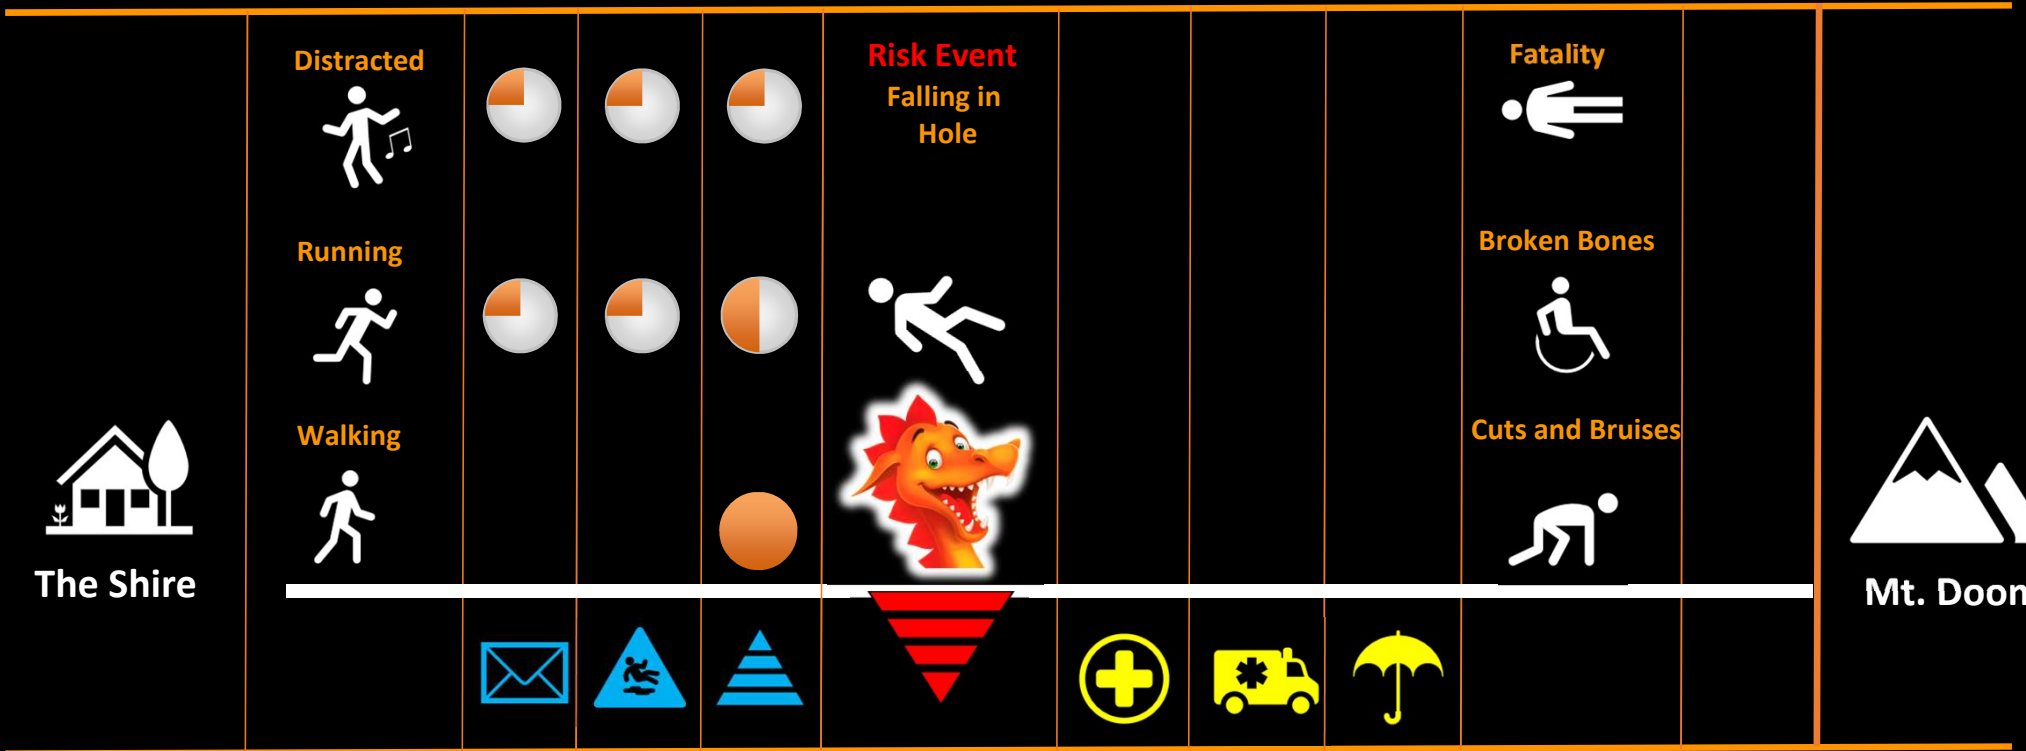 Distracted
Risk Event
Falling in
Hole
Fatality
Running
Broken Bones
Walking
Cuts and Bruises
The Shire
Mt. Doon